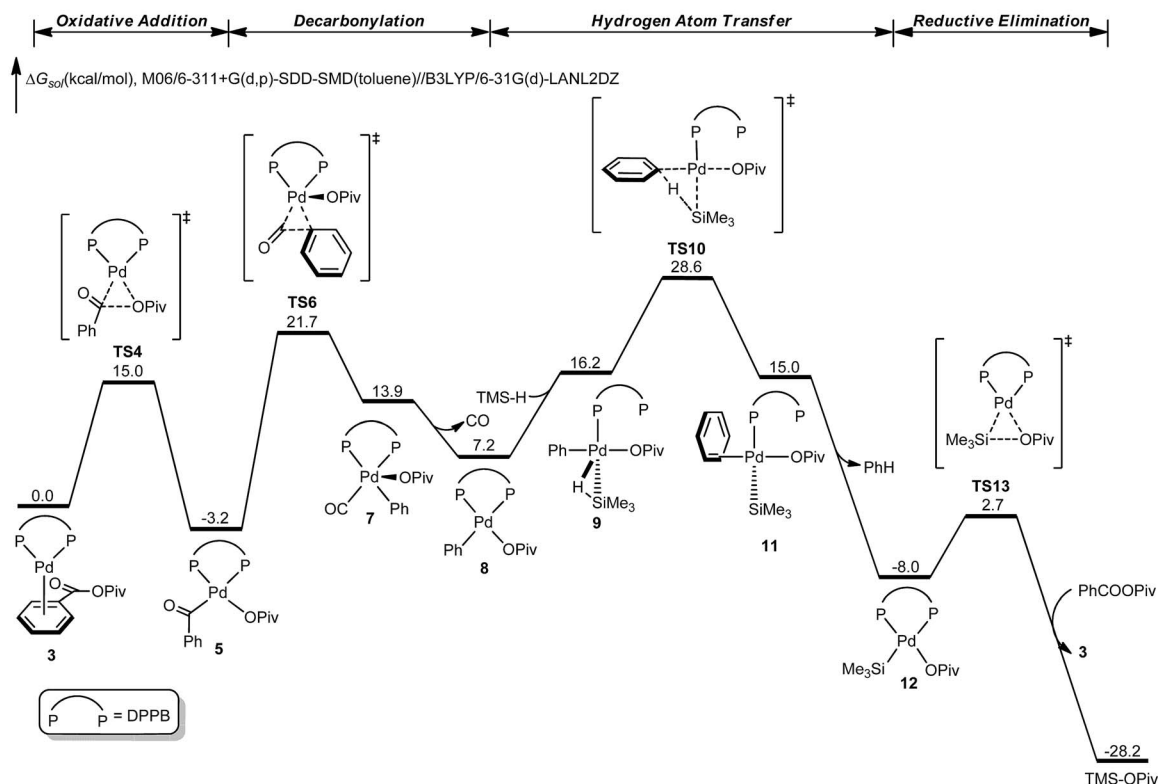 Oxidative Addition
Decarbonylation
Hydrogen Atom Transfer
Reductive Elimination
ΔGsol(kcal/mol), M06/6-311+G(d,p)-SDD-SMD(toluene)//B3LYP/6-31G(d)-LANL2DZ
‡
P P
Pd
O
OPiv
Ph
TS4
15.0
‡
P P
Pd
OPiv
O
TS6
21.7
‡
P P
Pd
OPiv
H
SiMe3
TS10
28.6
‡
P P
Pd
Me3Si
OPiv
TS13
2.7
0.0
P P
Pd
O
OPiv
3
-3.2
P P
Pd
O
OPiv
Ph
5
13.9
P P
Pd
OPiv
OC
Ph
7
CO
7.2
P P
Pd
Ph
OPiv
8
TMS-H
16.2
P P
Ph
Pd
OPiv
H
SiMe3
9
15.0
P P
Pd
OPiv
SiMe3
11
PhH
-8.0
P P
Pd
Me3Si
OPiv
12
PhCOOPiv
3
-28.2
TMS-OPiv
P P = DPPB